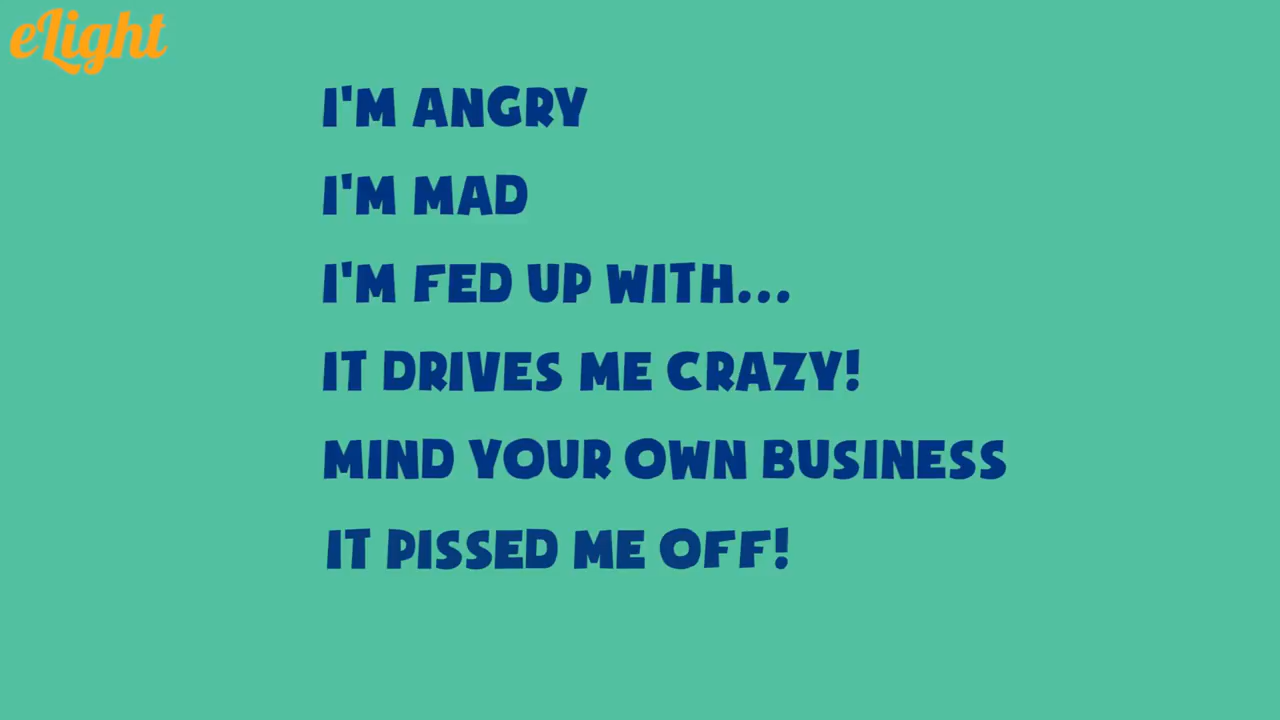 eLight
I'M ANGRY
I'M MAD
I'M FED UP WITH...
IT DRIVES ME CRAZY!
MIND YOUR OWN BUSINESS
IT PISSED ME OFF!